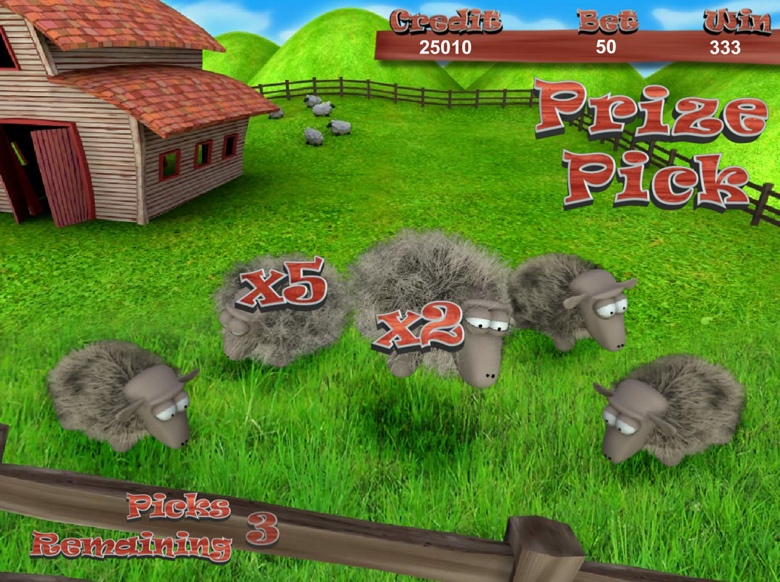 Credit Bet Win
25010 50 333
Prize
Pick
x5
x2
Picks
Remaining 3